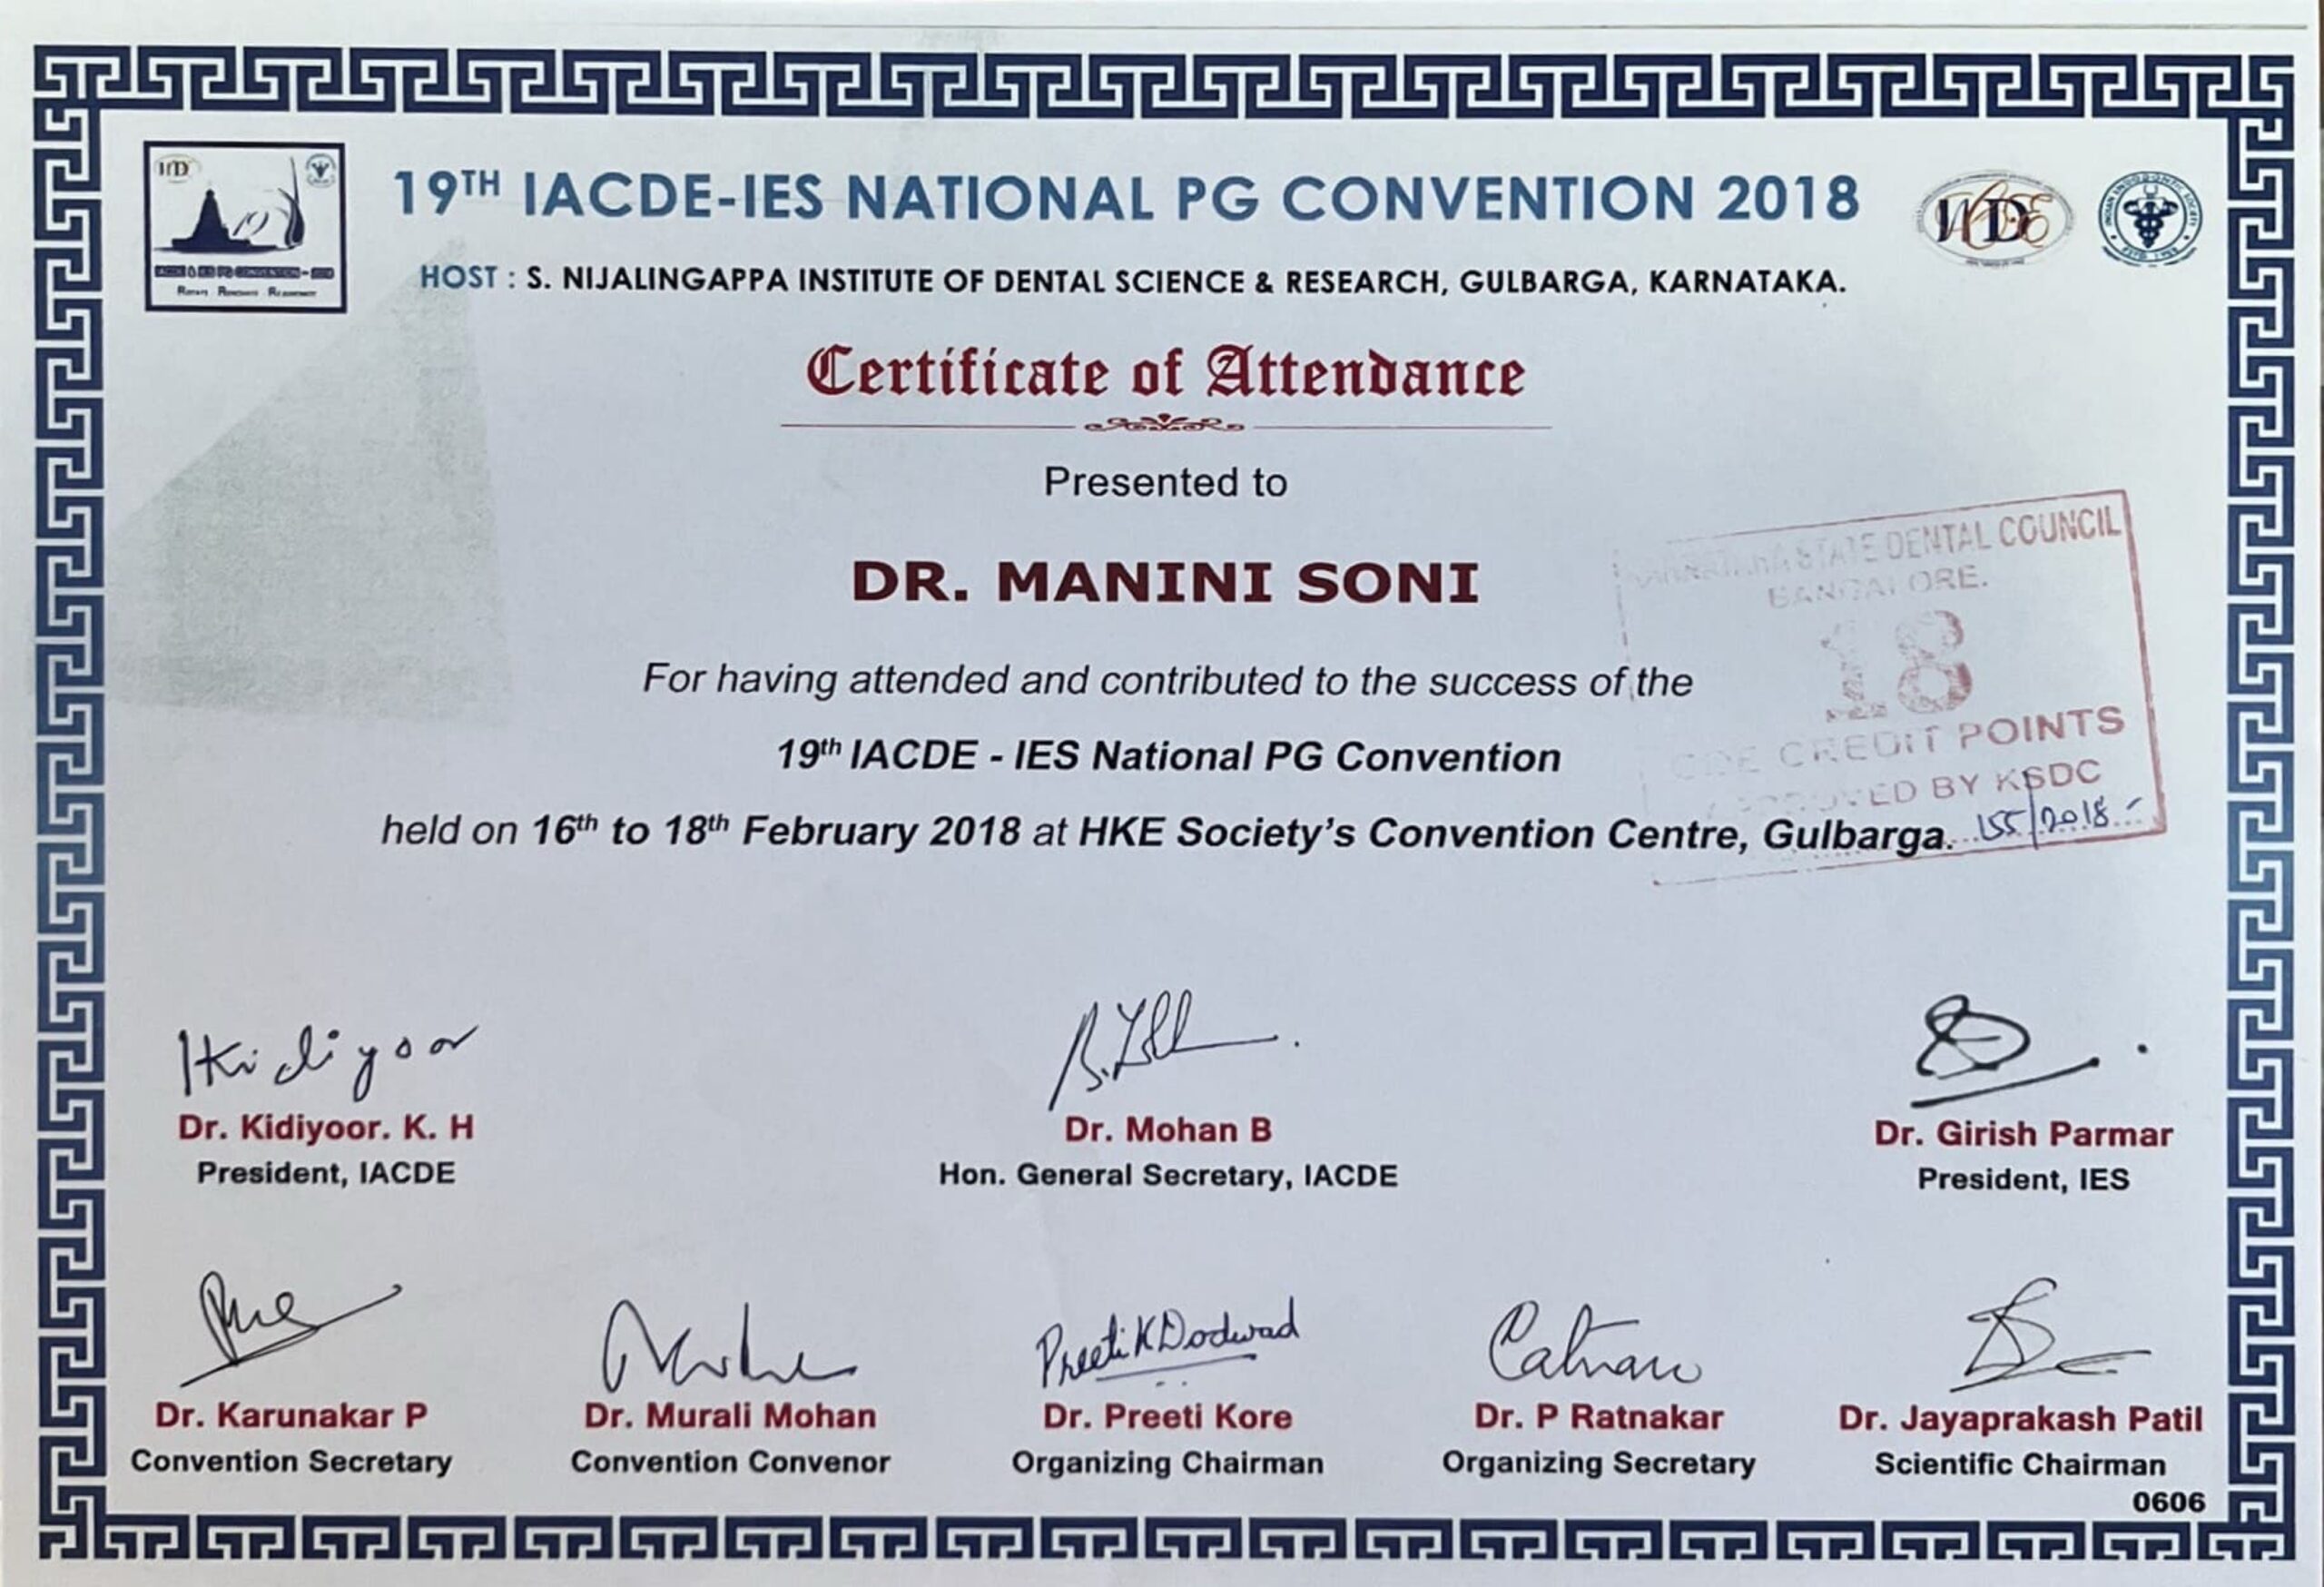 19TH IACDE-IES NATIONAL PG CONVENTION 2018
HOST : S. NIJALINGAPPA INSTITUTE OF DENTAL SCIENCE & RESEARCH, GULBARGA, KARNATAKA.
Certificate of Attendance
Presented to
DR. MANINI SONI
For having attended and contributed to the success of the
19th IACDE - IES National PG Convention
held on 16th to 18th February 2018 at HKE Society's Convention Centre, Gulbarga.
KARNATAKA STATE DENTAL COUNCIL
BANGALORE.
18
CDE CREDIT POINTS
APPROVED BY KSDC
155/2018
Kidiyoor
Dr. Kidiyoor. K. H
President, IACDE
Dr. Mohan B
Hon. General Secretary, IACDE
Dr. Girish Parmar
President, IES
Preeti K Dodwad
Dr. Karunakar P
Convention Secretary
Dr. Murali Mohan
Convention Convenor
Dr. Preeti Kore
Organizing Chairman
Dr. P Ratnakar
Organizing Secretary
Dr. Jayaprakash Patil
Scientific Chairman
0606